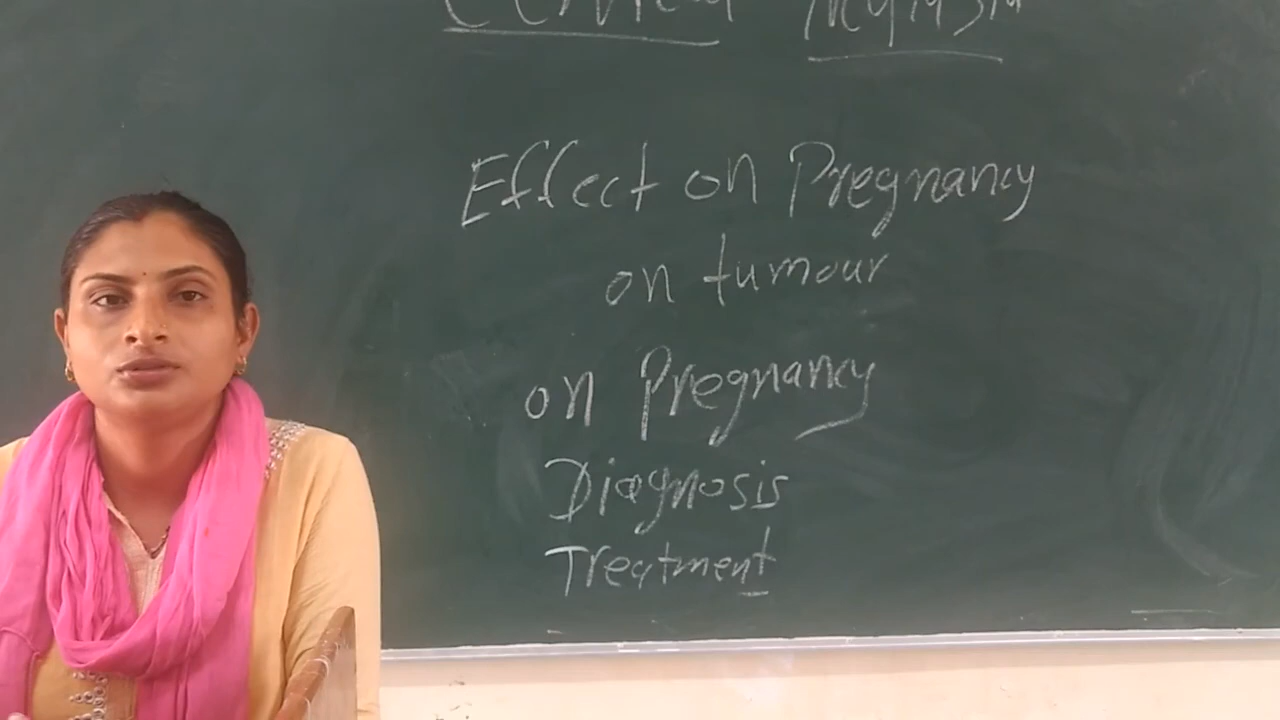 Effect on Pregnancy
on tumour
on Pregnancy
Diagnosis
Treatment